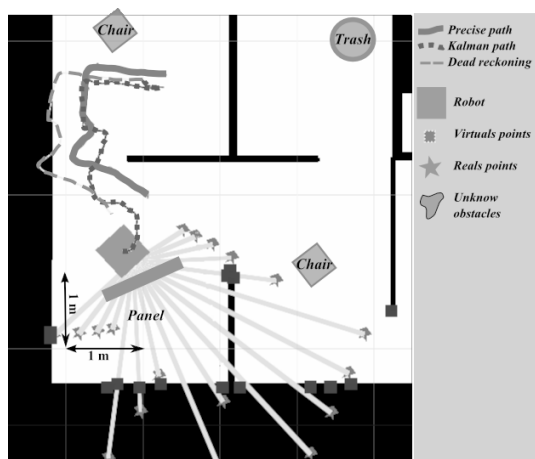 Chair
Trash
Chair
Panel
1 m
1 m
Precise path
Kalman path
Dead reckoning
Robot
Virtuals points
Reals points
Unknow
obstacles